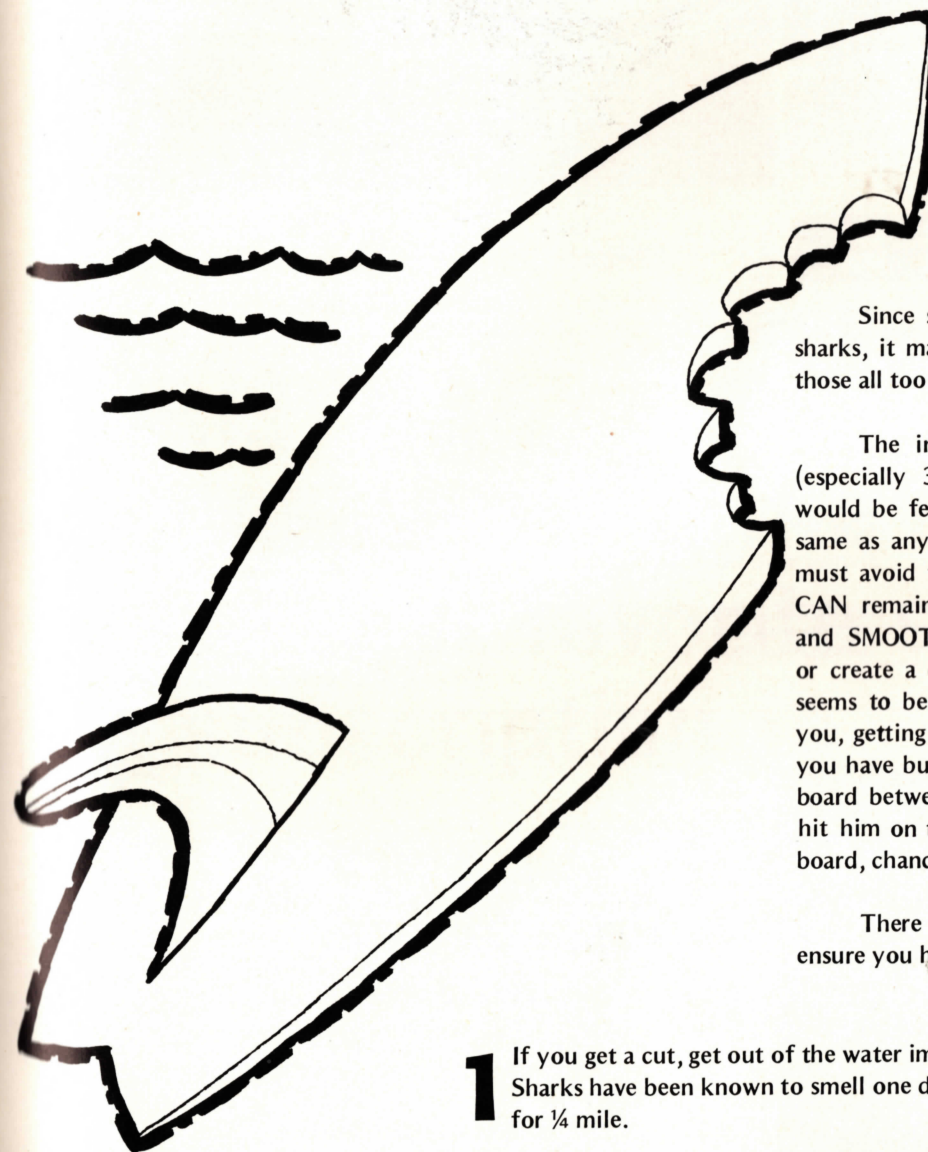 Since s
sharks, it ma
those all too
The in
(especially 3
would be fe
same as any
must avoid
CAN remain
and SMOOT
or create a
seems to be
you, getting
you have bu
board betwe
hit him on t
board, chanc
There
ensure you h
1 If you get a cut, get out of the water im
Sharks have been known to smell one d
for ¼ mile.